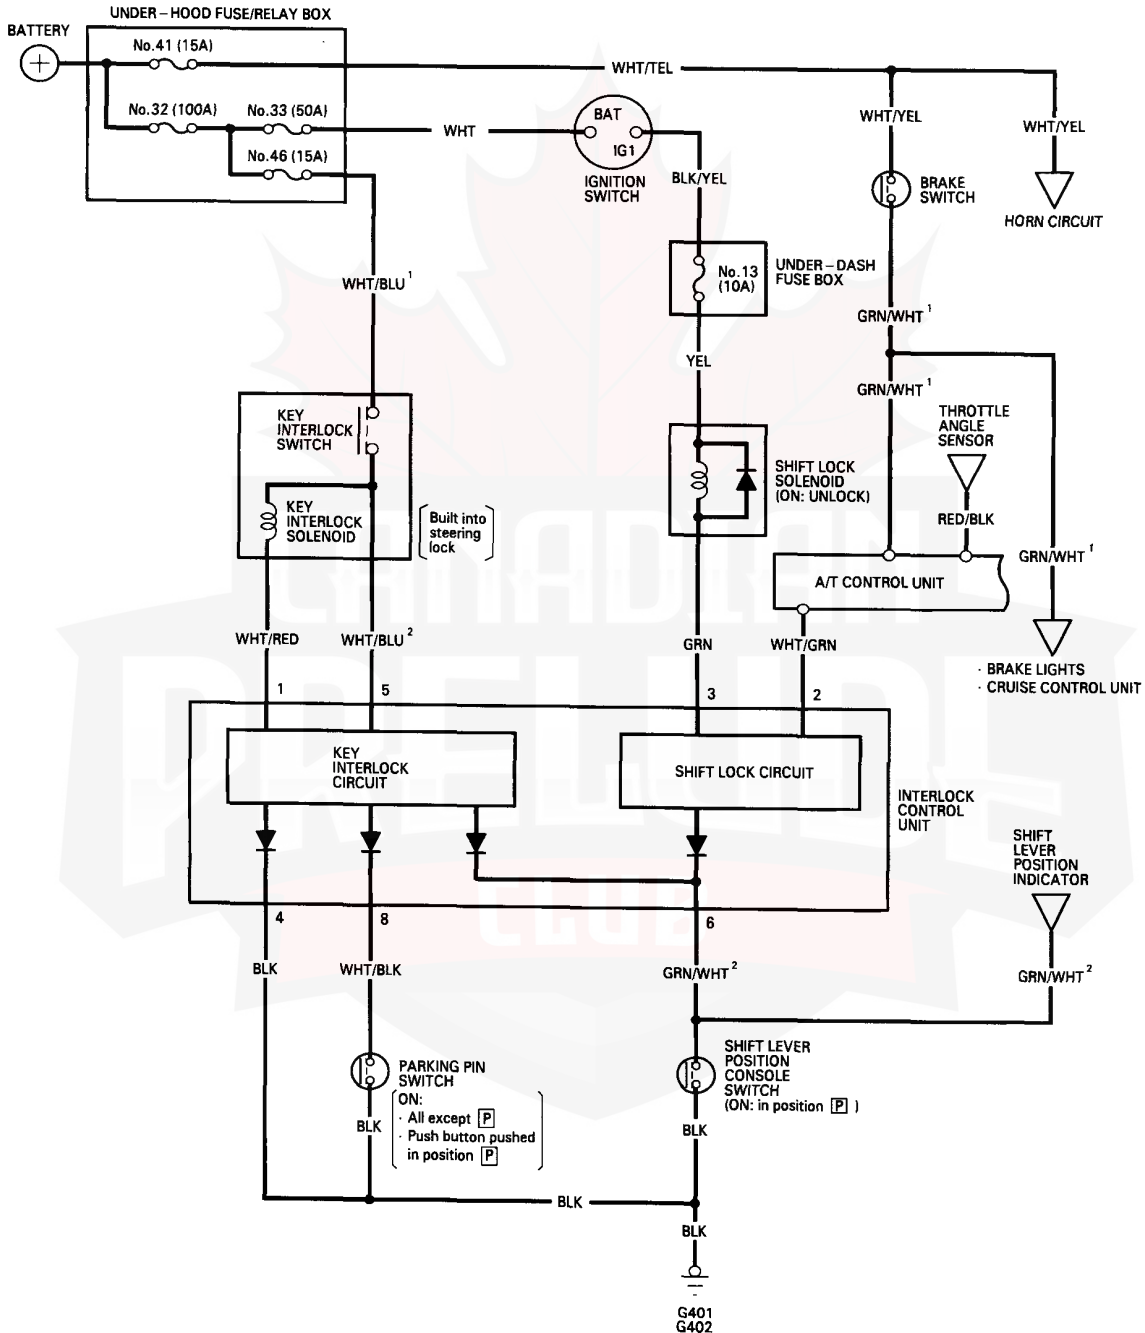 UNDER–HOOD FUSE/RELAY BOX
BATTERY
No.41 (15A)
WHT/TEL
No.32 (100A)
No.33 (50A)
WHT
BAT
IG1
IGNITION
SWITCH
WHT/YEL
WHT/YEL
No.46 (15A)
BLK/YEL
BRAKE
SWITCH
HORN CIRCUIT
WHT/BLU 1
No.13
(10A)
UNDER–DASH
FUSE BOX
GRN/WHT 1
YEL
GRN/WHT 1
KEY
INTERLOCK
SWITCH
THROTTLE
ANGLE
SENSOR
SHIFT LOCK
SOLENOID
(ON: UNLOCK)
KEY
INTERLOCK
SOLENOID
Built into
steering
lock
RED/BLK
CANADIAN
GRN/WHT 1
A/T CONTROL UNIT
WHT/RED
WHT/BLU 2
GRN
WHT/GRN
· BRAKE LIGHTS
· CRUISE CONTROL UNIT
1
5
3
2
PRELUDE
KEY
INTERLOCK
CIRCUIT
SHIFT LOCK CIRCUIT
INTERLOCK
CONTROL
UNIT
SHIFT
LEVER
POSITION
INDICATOR
CLUB
4
8
6
BLK
WHT/BLK
GRN/WHT 2
GRN/WHT 2
PARKING PIN
SWITCH
ON:
· All except P
· Push button pushed
in position P
SHIFT LEVER
POSITION
CONSOLE
SWITCH
(ON: in position P )
BLK
BLK
BLK
BLK
G401
G402